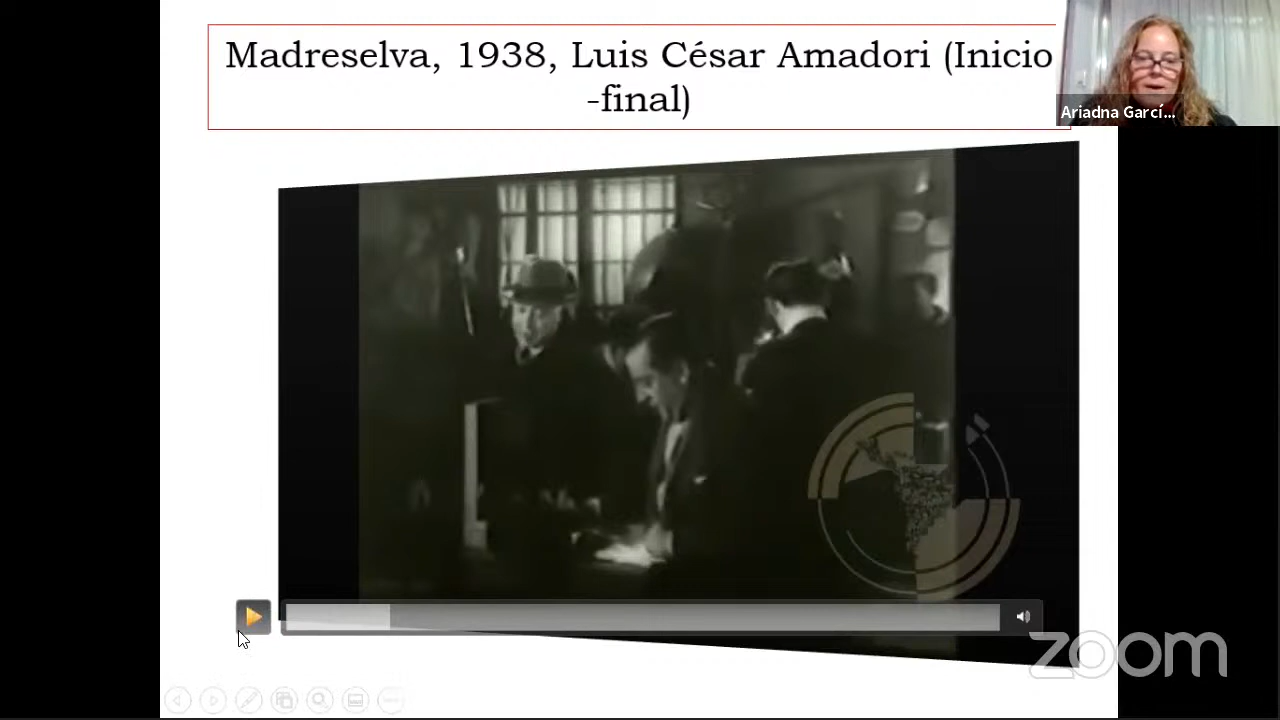 Madreselva, 1938, Luis César Amadori (Inicio
-final)
Ariadna Garcí...
zoom